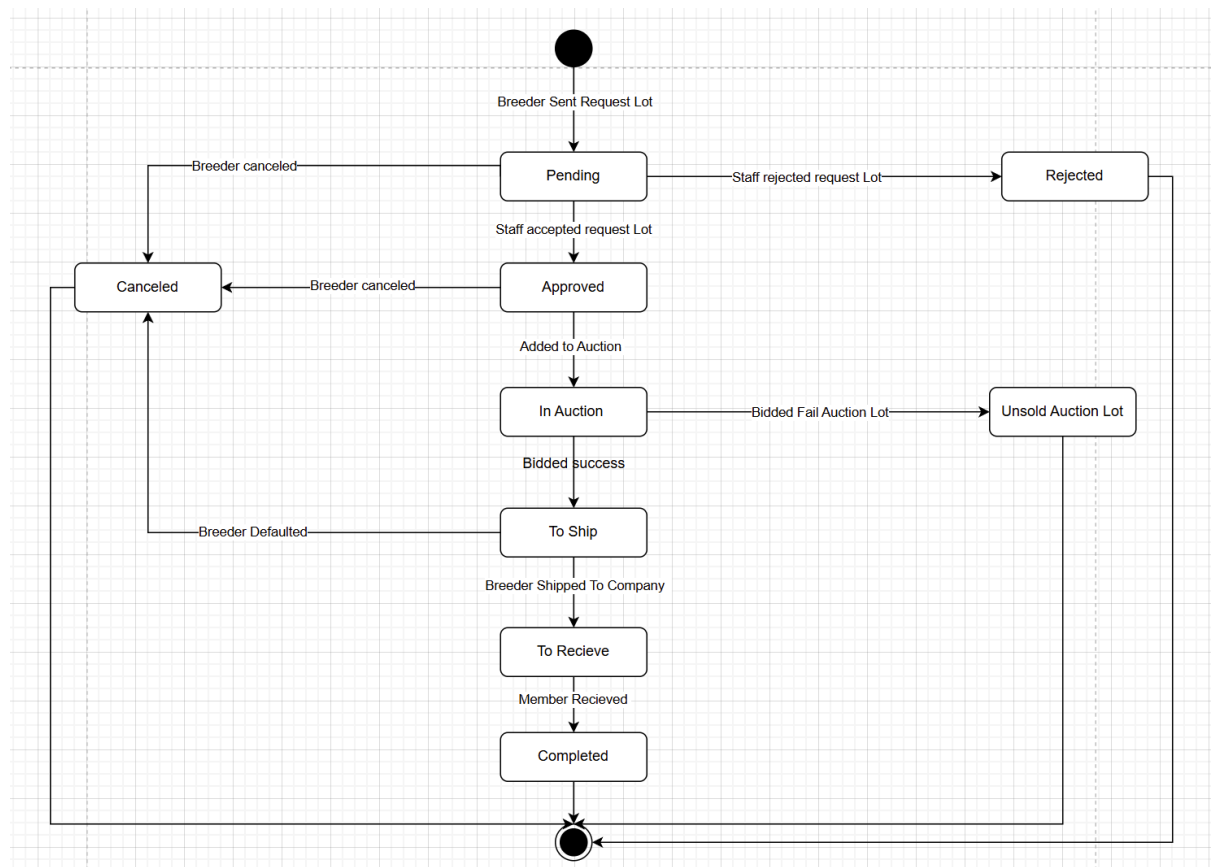 Breeder Sent Request Lot
Breeder canceled
Pending
Staff rejected request Lot
Rejected
Staff accepted request Lot
Canceled
Breeder canceled
Approved
Added to Auction
In Auction
Bidded Fail Auction Lot
Unsold Auction Lot
Bidded success
Breeder Defaulted
To Ship
Breeder Shipped To Company
To Recieve
Member Recieved
Completed